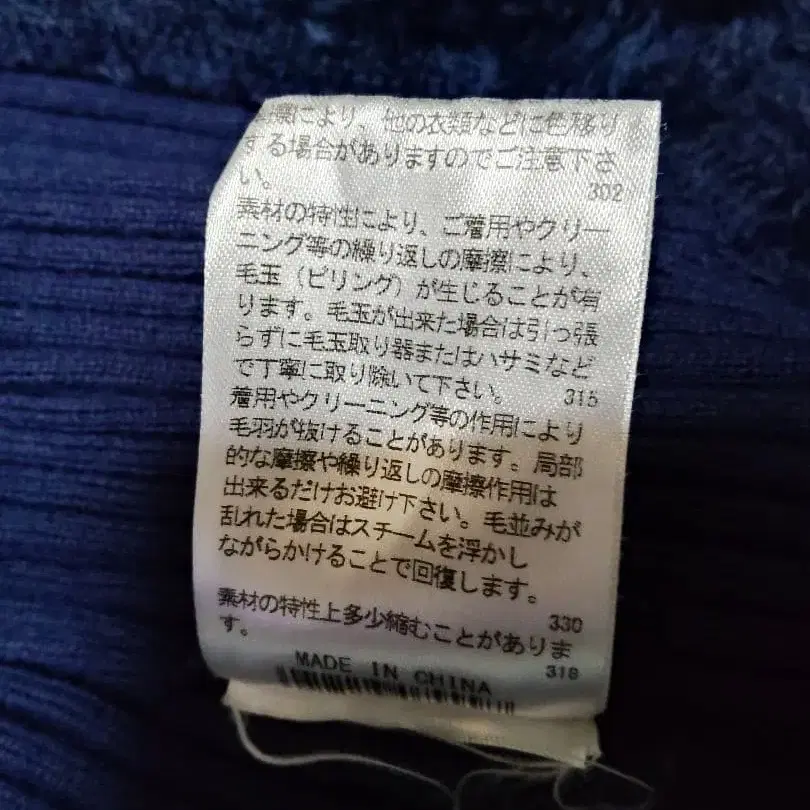 により、他の衣類などに色移り
する場合がありますのでご注意下さ
い。 302
素材の特性により、ご着用やクリー
ニング等の繰り返しの摩擦により、
毛玉（ピリング）が生じることが有
ります。毛玉が出来た場合は引っ張
らずに毛玉取り器またはハサミなど
で丁寧に取り除いて下さい。 315
着用やクリーニング等の作用により
毛羽が抜けることがあります。局部
的な摩擦や繰り返しの摩擦作用は
出来るだけお避け下さい。毛並みが
乱れた場合はスチームを浮かし
ながらかけることで回復します。
330
素材の特性上多少縮むことがありま
す。 318
MADE IN CHINA